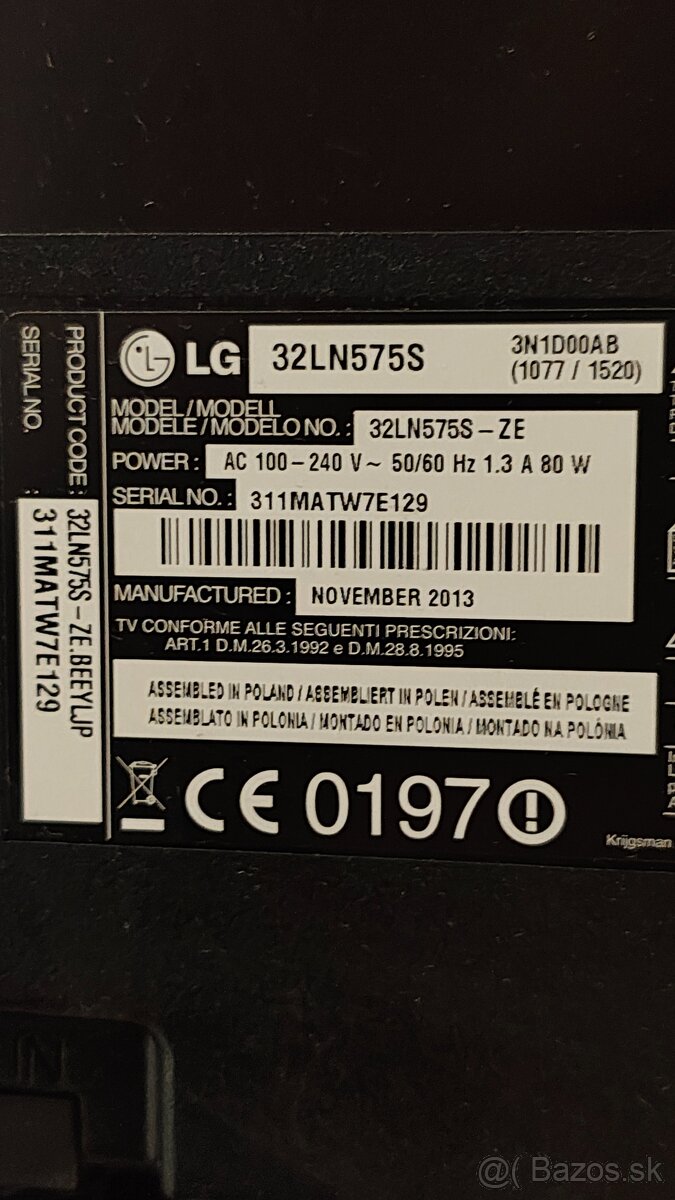 LG 32LN575S 3N1D00AB
(1077 / 1520)
MODEL/MODELL
MODÈLE/MODELO NO. : 32LN575S-ZE
POWER : AC 100-240 V~ 50/60 Hz 1.3 A 80 W
SERIAL NO. : 311MATW7E129
MANUFACTURED : NOVEMBER 2013
TV CONFORME ALLE SEGUENTI PRESCRIZIONI:
ART.1 D.M.26.3.1992 e D.M.28.8.1995
ASSEMBLED IN POLAND / ASSEMBLIERT IN POLEN / ASSEMBLÉ EN POLOGNE
ASSEMBLATO IN POLONIA / MONTADO EN POLONIA / MONTADO NA POLÓNIA
CE 0197
Krijgsman
PRODUCT CODE : 32LN575S-ZE.BEEYLJP
SERIAL NO. : 311MATW7E129
IN
@( Bazos.sk